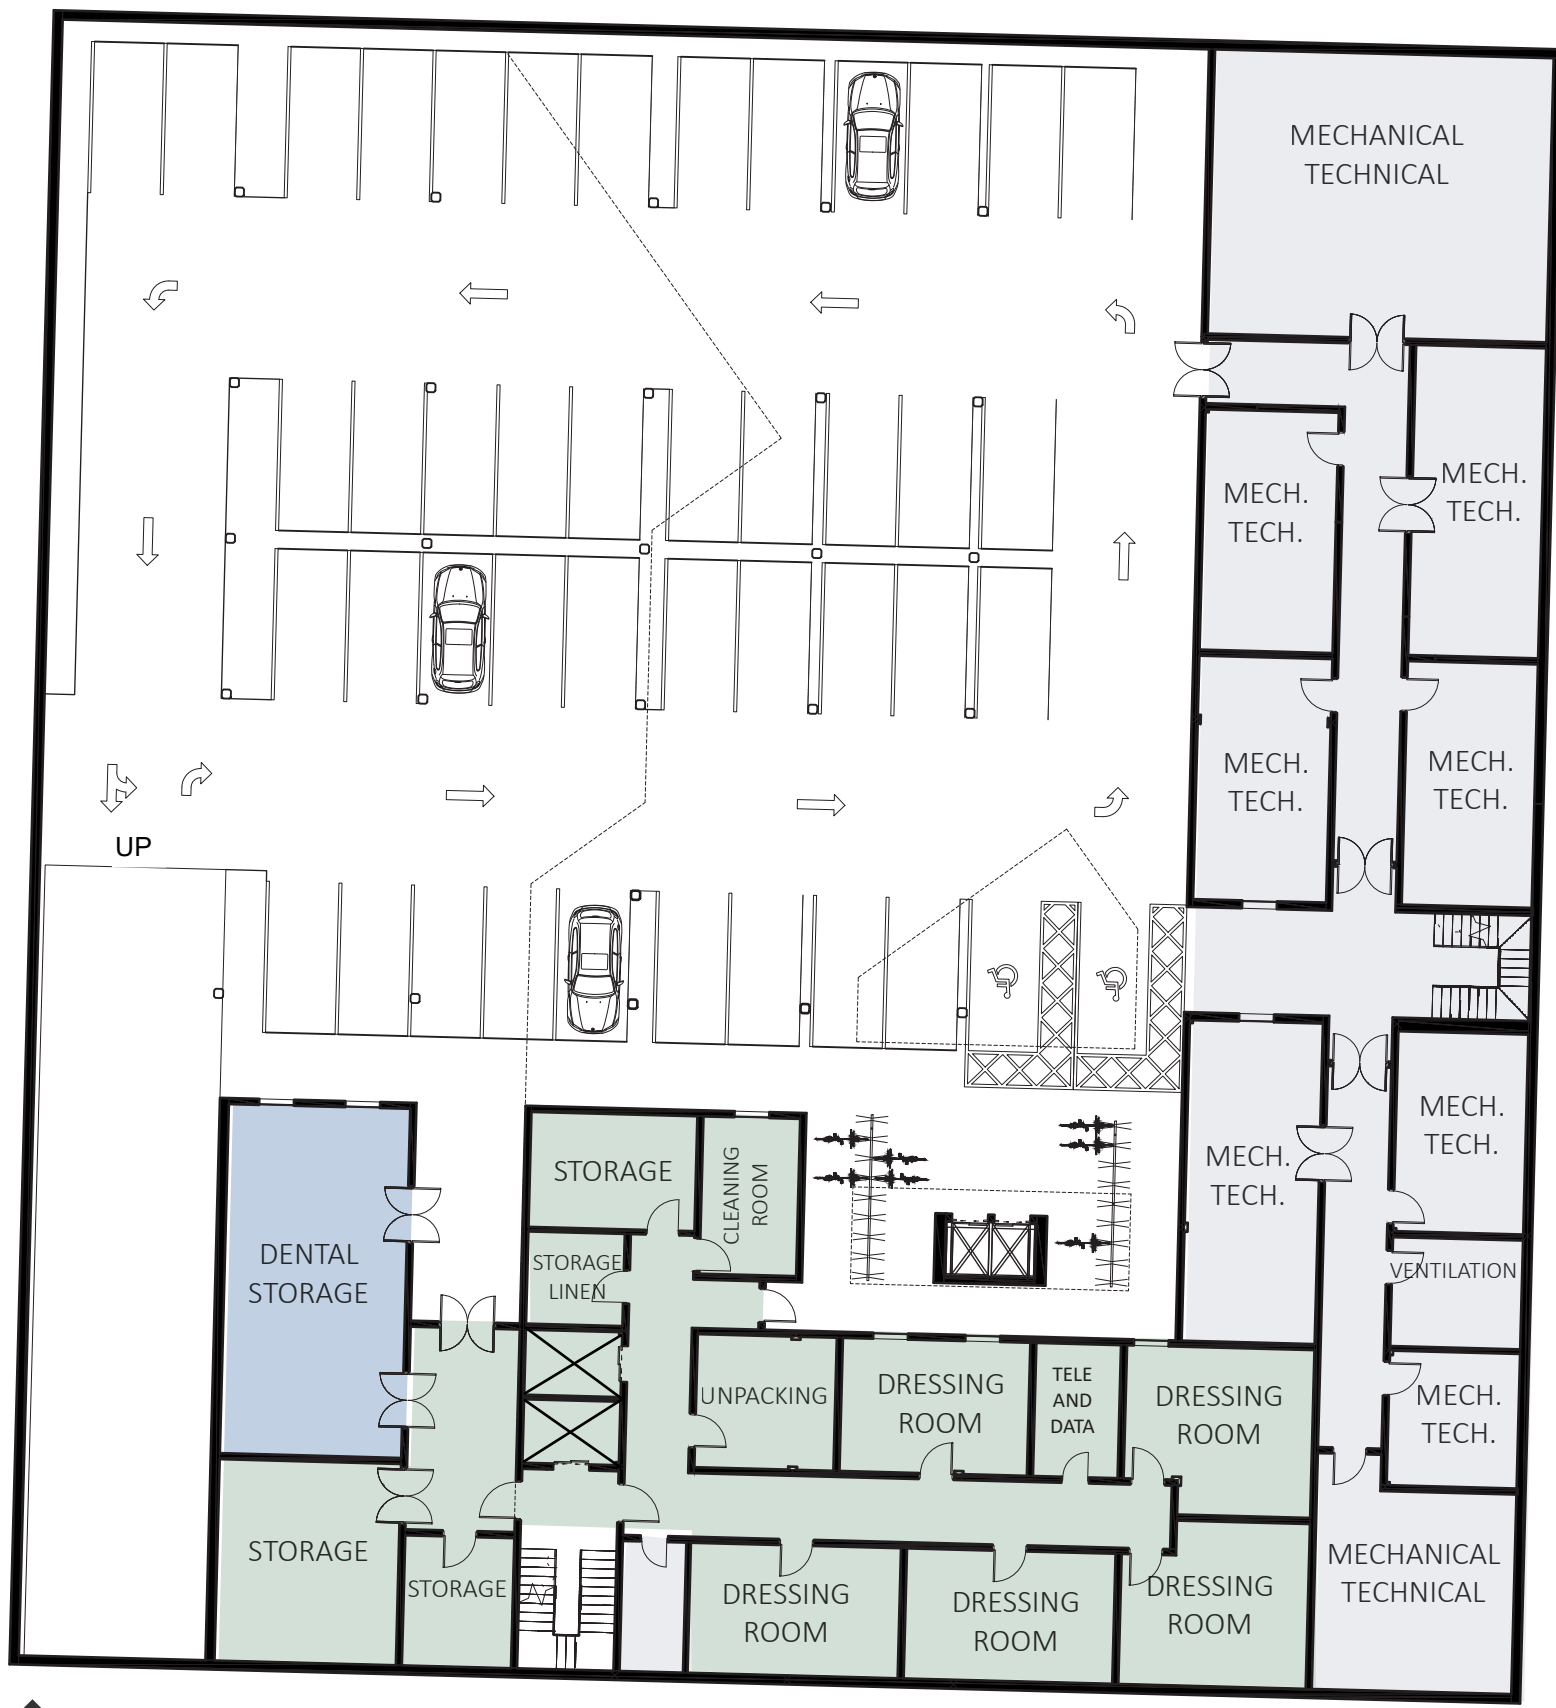 MECHANICAL
TECHNICAL
MECH.
TECH.
MECH.
TECH.
MECH.
TECH.
MECH.
TECH.
UP
MECH.
TECH.
MECH.
TECH.
STORAGE
CLEANING
ROOM
DENTAL
STORAGE
STORAGE
LINEN
VENTILATION
UNPACKING
DRESSING
ROOM
TELE
AND
DATA
DRESSING
ROOM
MECH.
TECH.
STORAGE
STORAGE
DRESSING
ROOM
DRESSING
ROOM
DRESSING
ROOM
MECHANICAL
TECHNICAL